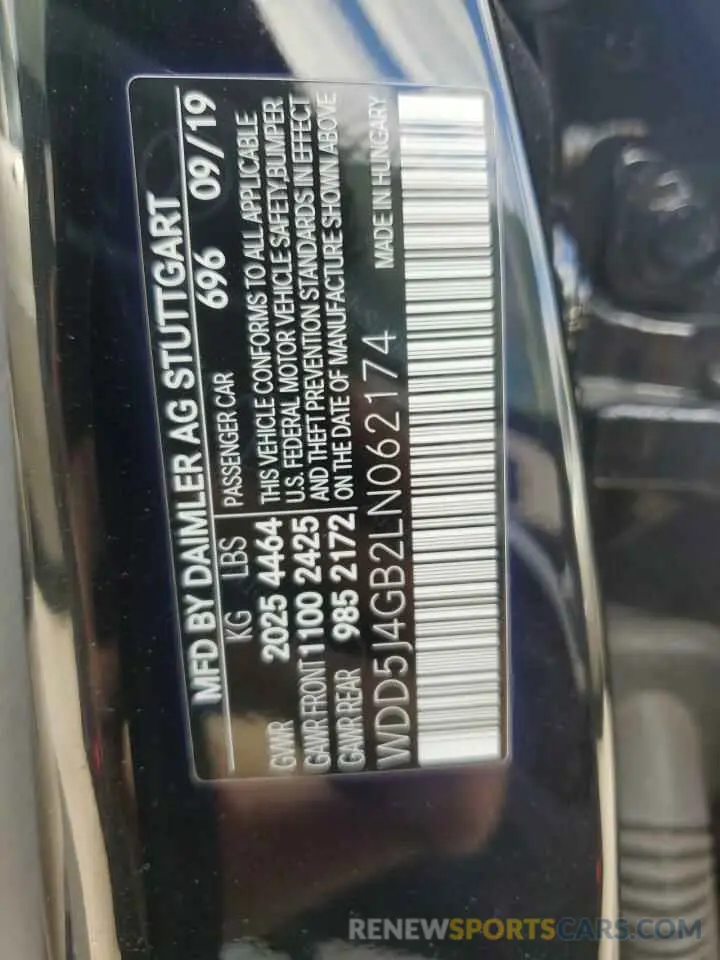 MFD BY DAIMLER AG STUTTGART
KG LBS PASSENGER CAR 696 09/19
GVWR 2025 4464 THIS VEHICLE CONFORMS TO ALL APPLICABLE
GAWR FRONT 1100 2425 U.S. FEDERAL MOTOR VEHICLE SAFETY,BUMPER
AND THEFT PREVENTION STANDARDS IN EFFECT
GAWR REAR 985 2172 ON THE DATE OF MANUFACTURE SHOWN ABOVE
WDD5J4GB2LN062174 MADE IN HUNGARY
RENEWSPORTSCARS.COM